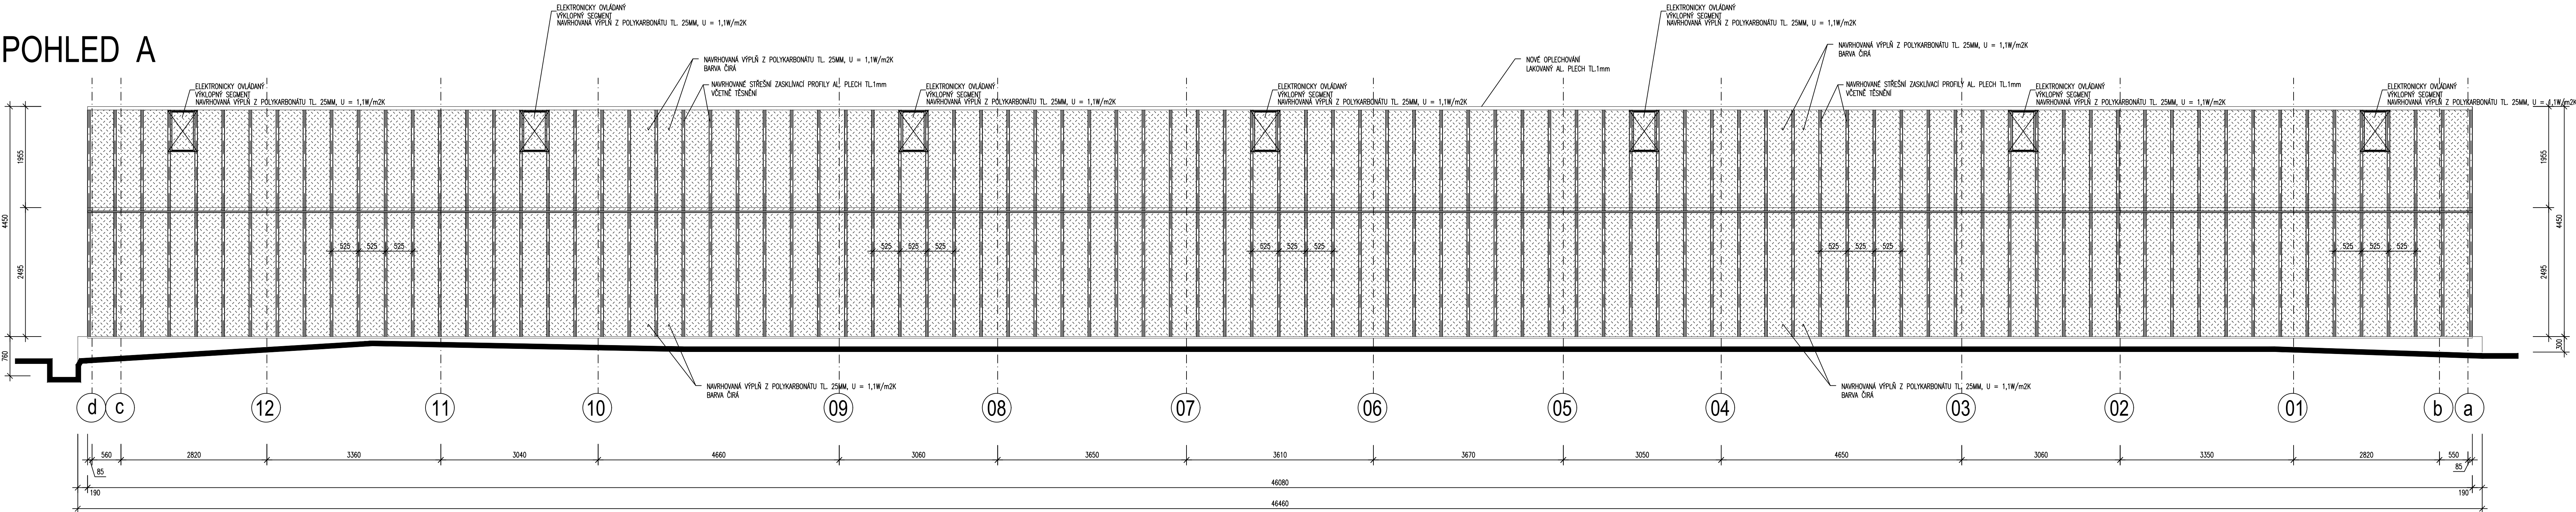 POHLED A
ELEKTRONICKY OVLÁDANÝ
VÝKLOPNÝ SEGMENT
NAVRHOVANÁ VÝPLŇ Z POLYKARBONÁTU TL. 25MM, U = 1,1W/m2K
ELEKTRONICKY OVLÁDANÝ
VÝKLOPNÝ SEGMENT
NAVRHOVANÁ VÝPLŇ Z POLYKARBONÁTU TL. 25MM, U = 1,1W/m2K
NAVRHOVANÁ VÝPLŇ Z POLYKARBONÁTU TL. 25MM, U = 1,1W/m2K
BARVA ČIRÁ
NAVRHOVANÁ VÝPLŇ Z POLYKARBONÁTU TL. 25MM, U = 1,1W/m2K
BARVA ČIRÁ
NOVÉ OPLECHOVÁNÍ
LAKOVANÝ AL. PLECH TL.1mm
ELEKTRONICKY OVLÁDANÝ
VÝKLOPNÝ SEGMENT
NAVRHOVANÁ VÝPLŇ Z POLYKARBONÁTU TL. 25MM, U = 1,1W/m2K
NAVRHOVANÉ STŘEŠNÍ ZASKLÍVACÍ PROFILY AL. PLECH TL.1mm
VČETNĚ TĚSNĚNÍ
ELEKTRONICKY OVLÁDANÝ
VÝKLOPNÝ SEGMENT
NAVRHOVANÁ VÝPLŇ Z POLYKARBONÁTU TL. 25MM, U = 1,1W/m2K
ELEKTRONICKY OVLÁDANÝ
VÝKLOPNÝ SEGMENT
NAVRHOVANÁ VÝPLŇ Z POLYKARBONÁTU TL. 25MM, U = 1,1W/m2K
NAVRHOVANÉ STŘEŠNÍ ZASKLÍVACÍ PROFILY AL. PLECH TL.1mm
VČETNĚ TĚSNĚNÍ
ELEKTRONICKY OVLÁDANÝ
VÝKLOPNÝ SEGMENT
NAVRHOVANÁ VÝPLŇ Z POLYKARBONÁTU TL. 25MM, U = 1,1W/m2K
ELEKTRONICKY OVLÁDANÝ
VÝKLOPNÝ SEGMENT
NAVRHOVANÁ VÝPLŇ Z POLYKARBONÁTU TL. 25MM, U = 1,1W/m2K
1955
4450
2495
760
1955
4450
2495
300
525 525 525
525 525 525
525 525 525
525 525 525
525 525 525
NAVRHOVANÁ VÝPLŇ Z POLYKARBONÁTU TL. 25MM, U = 1,1W/m2K
BARVA ČIRÁ
NAVRHOVANÁ VÝPLŇ Z POLYKARBONÁTU TL. 25MM, U = 1,1W/m2K
BARVA ČIRÁ
d c 12 11 10 09 08 07 06 05 04 03 02 01 b a
560 2820 3360 3040 4660 3060 3650 3610 3670 3050 4650 3060 3350 2820 550
85 85
190 46080 190
46460